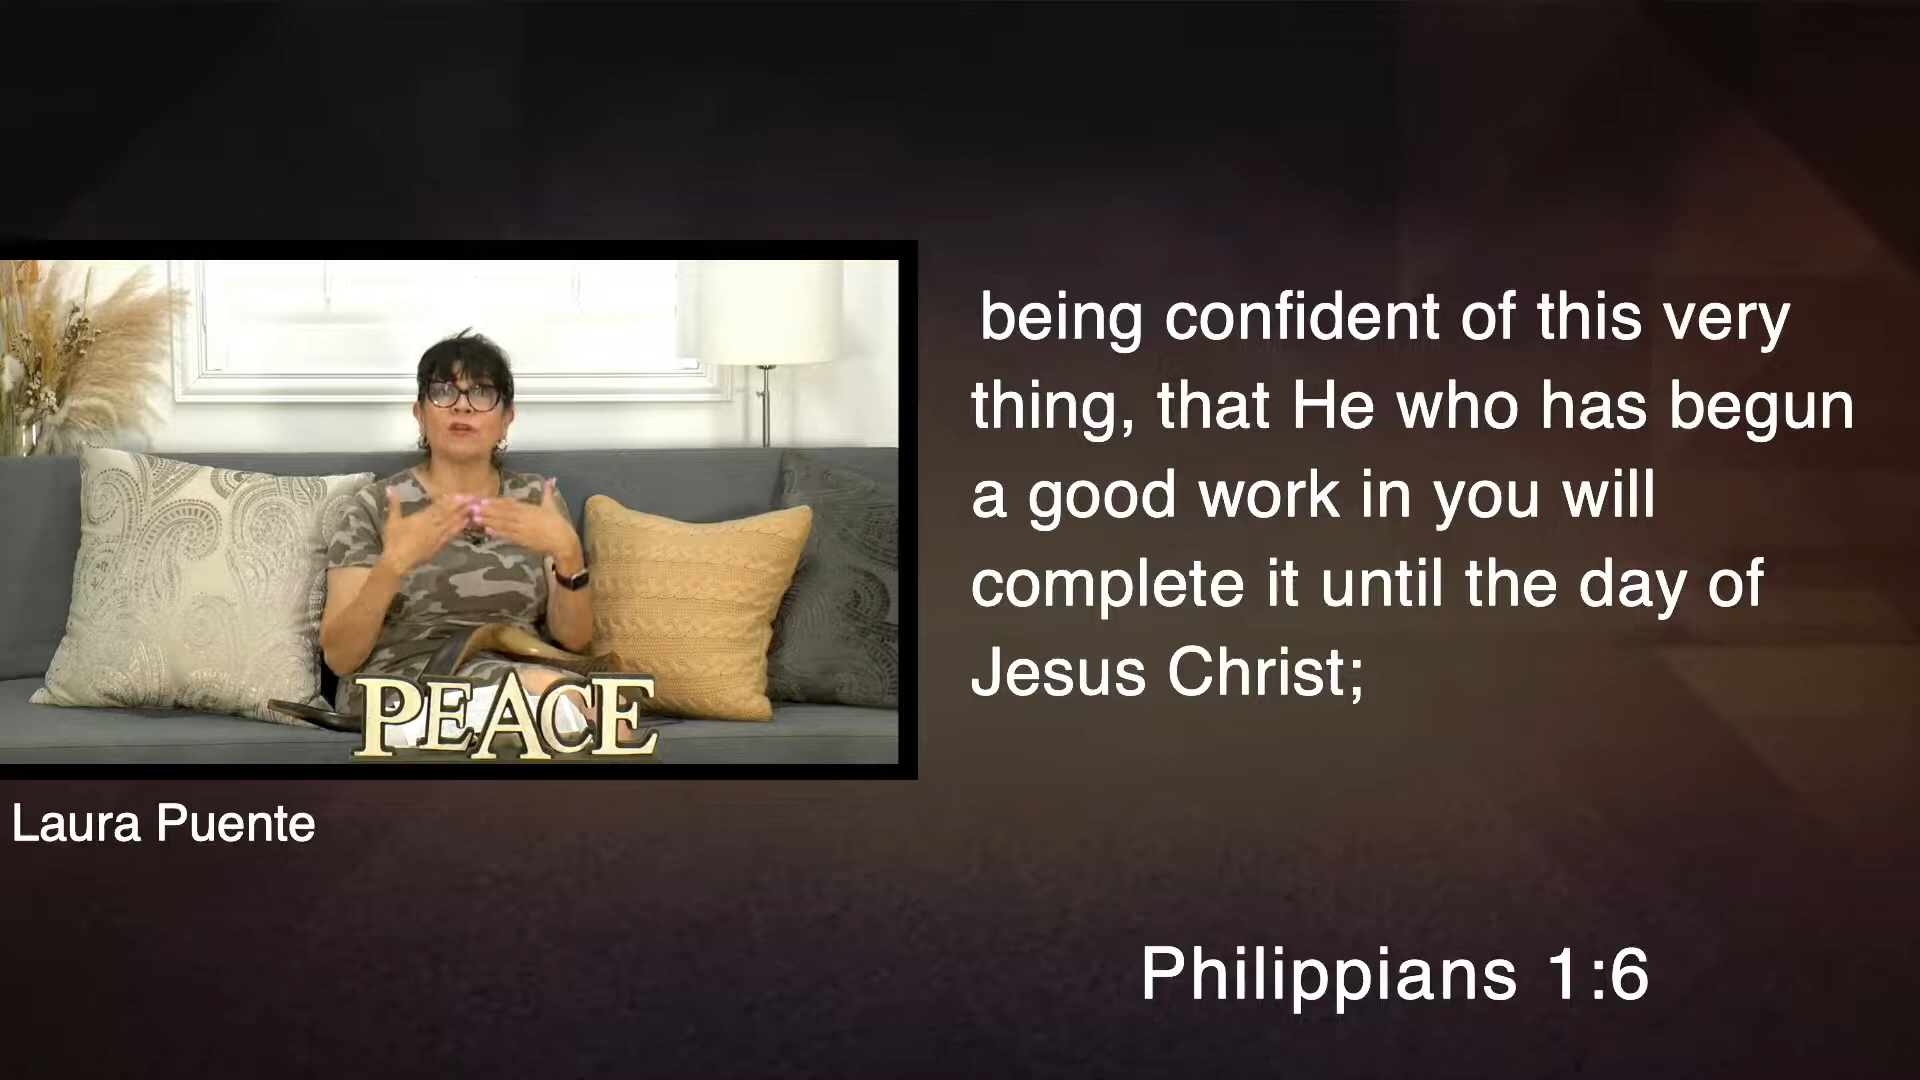 being confident of this very
thing, that He who has begun
a good work in you will
complete it until the day of
Jesus Christ;
PEACE
Laura Puente
Philippians 1:6